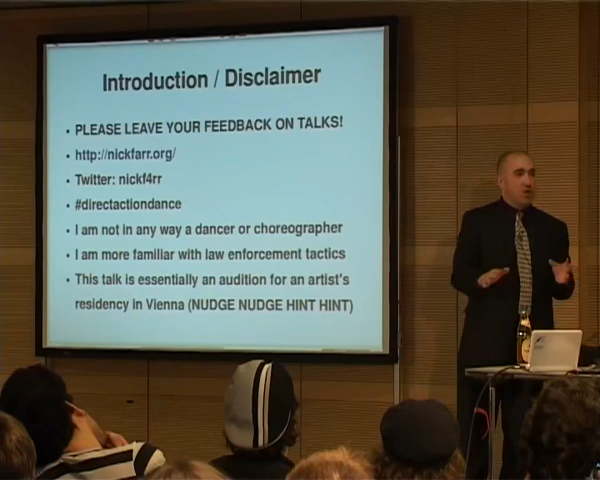 Introduction / Disclaimer
• PLEASE LEAVE YOUR FEEDBACK ON TALKS!
• http://nickfarr.org/
• Twitter: nickf4rr
• #directactiondance
• I am not in any way a dancer or choreographer
• I am more familiar with law enforcement tactics
• This talk is essentially an audition for an artist's
residency in Vienna (NUDGE NUDGE HINT HINT)